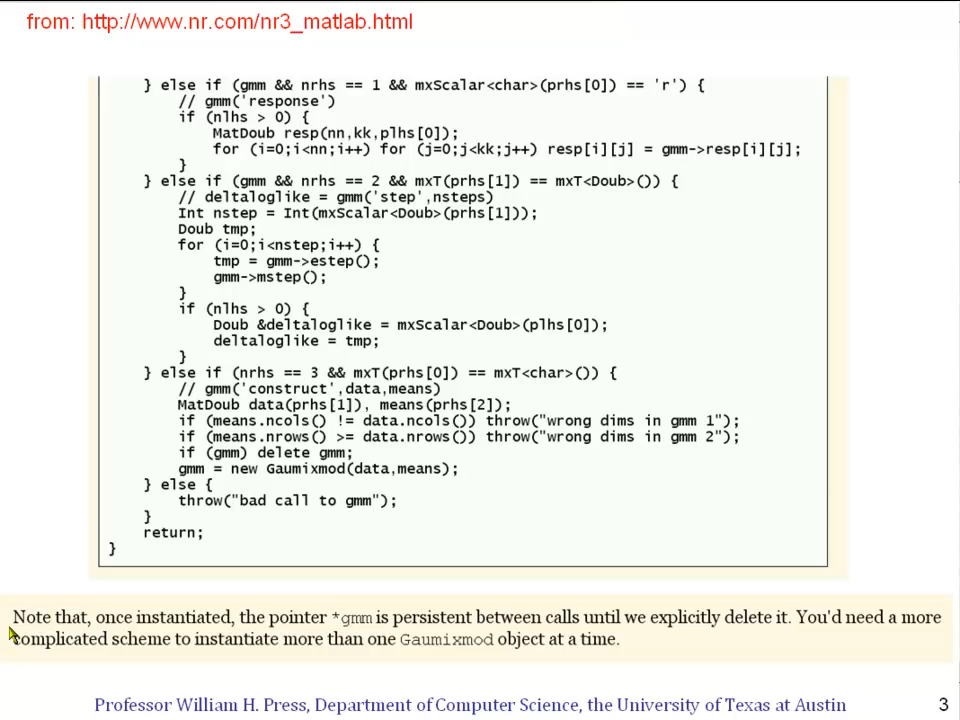 from: http://www.nr.com/nr3_matlab.html
} else if (gmm && nrhs == 1 && mxScalar<char>(prhs[0]) == 'r') {
// gmm('response')
if (nlhs > 0) {
MatDoub resp(nn,kk,plhs[0]);
for (i=0;i<nn;i++) for (j=0;j<kk;j++) resp[i][j] = gmm->resp[i][j];
}
} else if (gmm && nrhs == 2 && mxT(prhs[1]) == mxT<Doub>()) {
// deltaloglike = gmm('step',nsteps)
Int nstep = Int(mxScalar<Doub>(prhs[1]));
Doub tmp;
for (i=0;i<nstep;i++) {
tmp = gmm->estep();
gmm->mstep();
}
if (nlhs > 0) {
Doub &deltaloglike = mxScalar<Doub>(plhs[0]);
deltaloglike = tmp;
}
} else if (nrhs == 3 && mxT(prhs[0]) == mxT<char>()) {
// gmm('construct',data,means)
MatDoub data(prhs[1]), means(prhs[2]);
if (means.ncols() != data.ncols()) throw("wrong dims in gmm 1");
if (means.nrows() >= data.nrows()) throw("wrong dims in gmm 2");
if (gmm) delete gmm;
gmm = new Gaumixmod(data,means);
} else {
throw("bad call to gmm");
}
return;
}
Note that, once instantiated, the pointer *gmm is persistent between calls until we explicitly delete it. You'd need a more
complicated scheme to instantiate more than one Gaumixmod object at a time.
Professor William H. Press, Department of Computer Science, the University of Texas at Austin
3